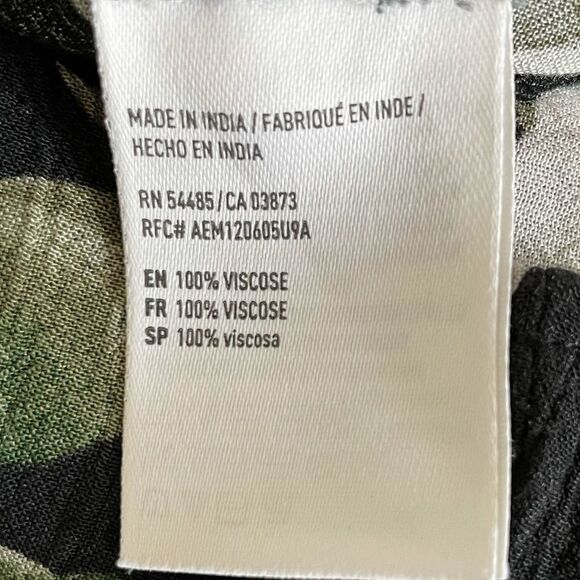 MADE IN INDIA / FABRIQUÉ EN INDE /
HECHO EN INDIA
RN 54485 / CA 03873
RFC# AEM120605U9A
EN 100% VISCOSE
FR 100% VISCOSE
SP 100% viscosa